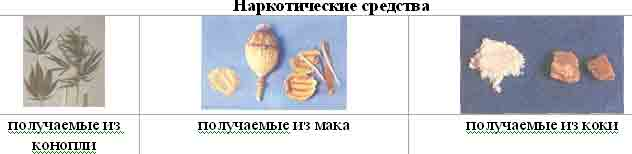 Наркотические средства
получаемые из конопли
получаемые из мака
получаемые из коки